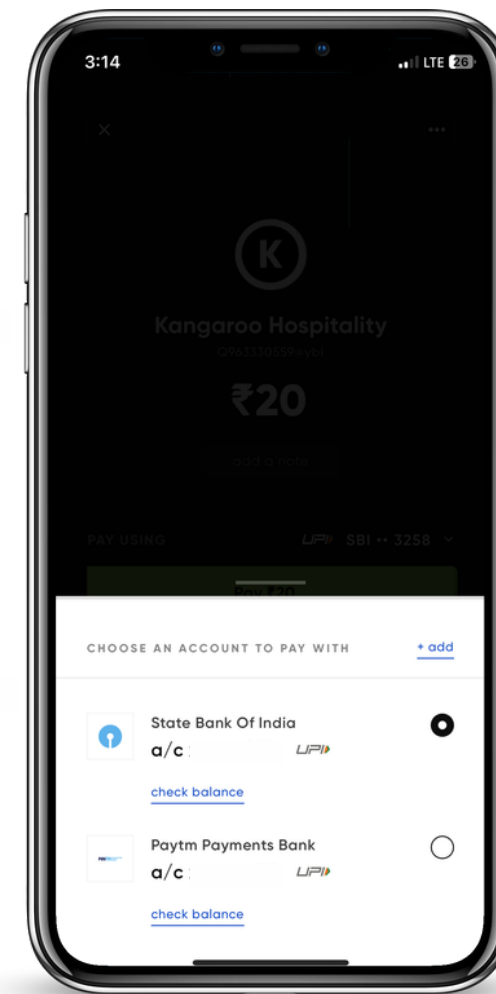 3:14 LTE 26
K
Kangaroo Hospitality
₹20
add a note
PAY USING UPI SBI •• 3258
Pay ₹20
CHOOSE AN ACCOUNT TO PAY WITH + add
State Bank Of India
a/c UPI
check balance
Paytm Payments Bank
a/c UPI
check balance